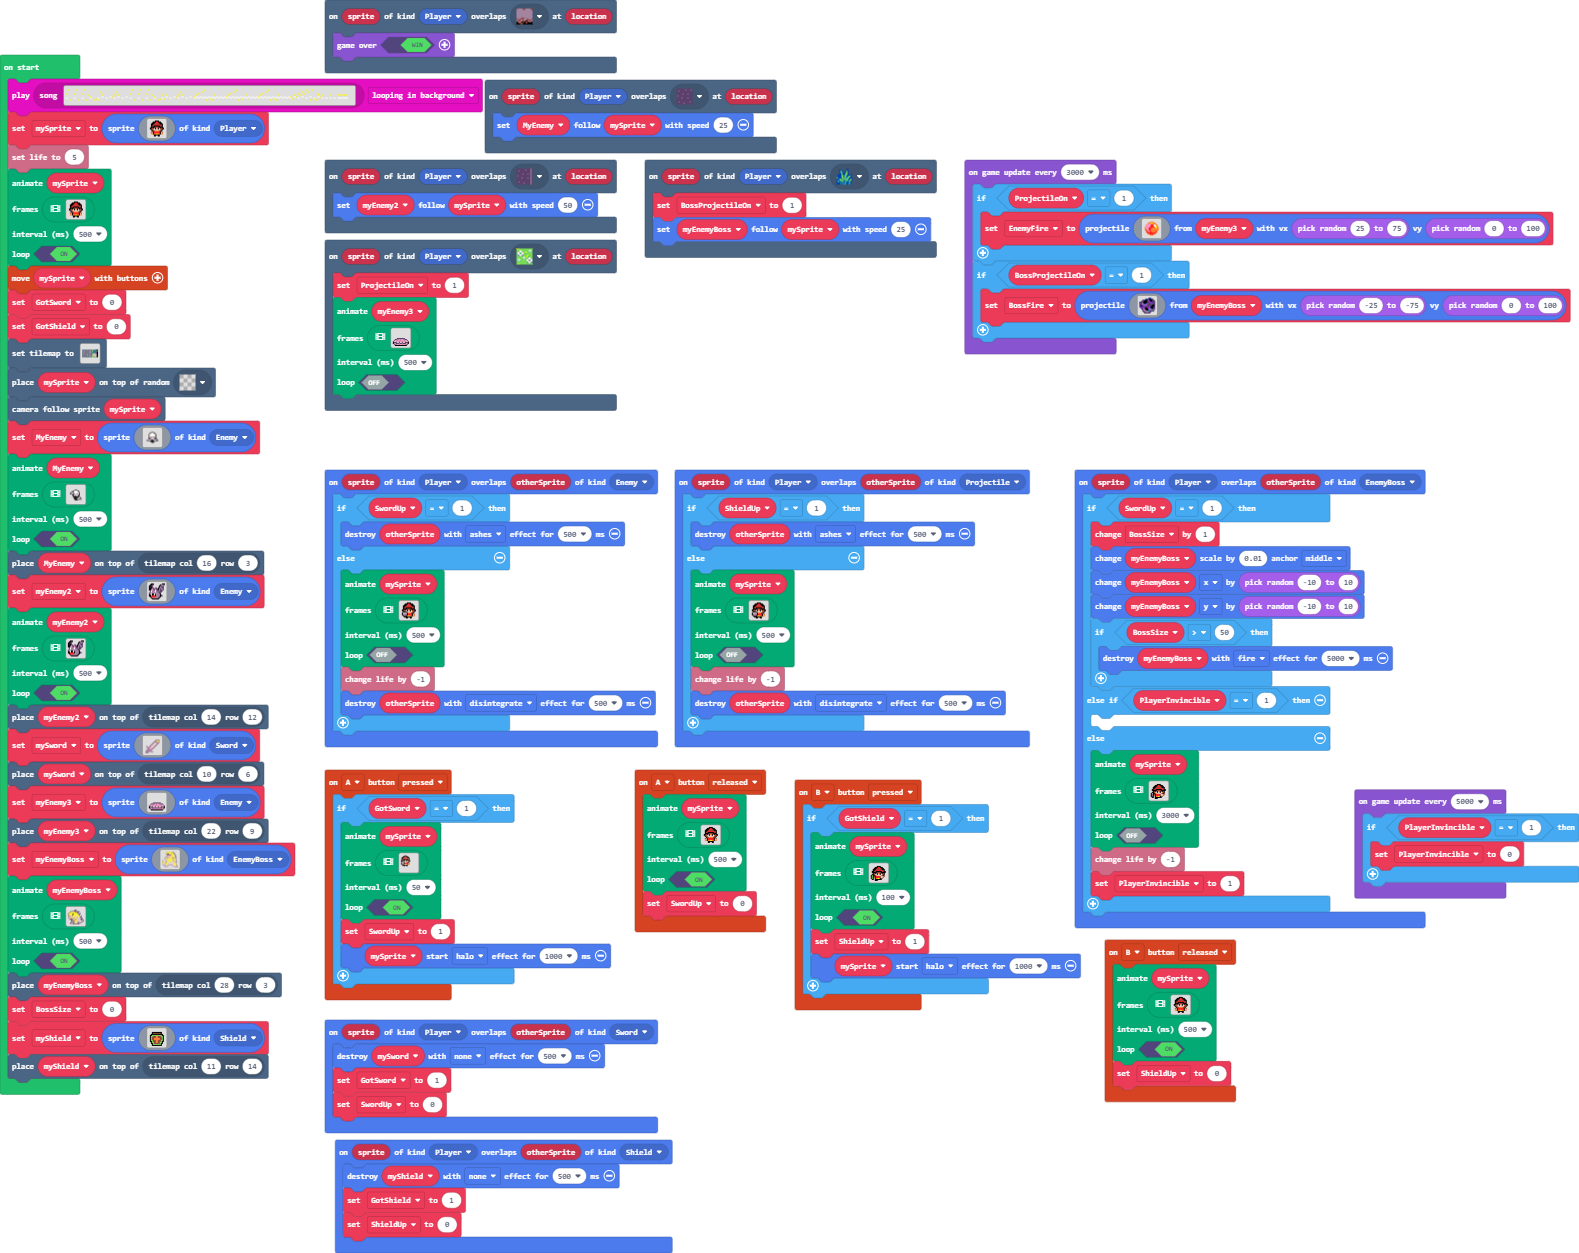 on start
play song looping in background
set mySprite to sprite of kind Player
set life to 5
animate mySprite
frames
interval (ms) 500
loop ON
move mySprite with buttons
set GotSword to 0
set GotShield to 0
set tilemap to
place mySprite on top of random
camera follow sprite mySprite
set MyEnemy to sprite of kind Enemy
animate MyEnemy
frames
interval (ms) 500
loop ON
place MyEnemy on top of tilemap col 16 row 3
set myEnemy2 to sprite of kind Enemy
animate myEnemy2
frames
interval (ms) 500
loop ON
place myEnemy2 on top of tilemap col 14 row 12
set mySword to sprite of kind Sword
place mySword on top of tilemap col 10 row 6
set myEnemy3 to sprite of kind Enemy
place myEnemy3 on top of tilemap col 22 row 9
set myEnemyBoss to sprite of kind EnemyBoss
animate myEnemyBoss
frames
interval (ms) 500
loop ON
place myEnemyBoss on top of tilemap col 28 row 3
set BossSize to 0
set myShield to sprite of kind Shield
place myShield on top of tilemap col 11 row 14
on sprite of kind Player overlaps at location
game over WIN
on sprite of kind Player overlaps at location
set MyEnemy follow mySprite with speed 25
on sprite of kind Player overlaps at location
set myEnemy2 follow mySprite with speed 50
on sprite of kind Player overlaps at location
set BossProjectileOn to 1
set myEnemyBoss follow mySprite with speed 25
on sprite of kind Player overlaps at location
set ProjectileOn to 1
animate myEnemy3
frames
interval (ms) 500
loop OFF
on game update every 3000 ms
if ProjectileOn = 1 then
set EnemyFire to projectile from myEnemy3 with vx pick random 25 to 75 vy pick random 0 to 100
if BossProjectileOn = 1 then
set BossFire to projectile from myEnemyBoss with vx pick random -25 to -75 vy pick random 0 to 100
on sprite of kind Player overlaps otherSprite of kind Enemy
if SwordUp = 1 then
destroy otherSprite with ashes effect for 500 ms
else
animate mySprite
frames
interval (ms) 500
loop OFF
change life by -1
destroy otherSprite with disintegrate effect for 500 ms
on sprite of kind Player overlaps otherSprite of kind Projectile
if ShieldUp = 1 then
destroy otherSprite with ashes effect for 500 ms
else
animate mySprite
frames
interval (ms) 500
loop OFF
change life by -1
destroy otherSprite with disintegrate effect for 500 ms
on sprite of kind Player overlaps otherSprite of kind EnemyBoss
if SwordUp = 1 then
change BossSize by 1
change myEnemyBoss scale by 0.01 anchor middle
change myEnemyBoss x by pick random -10 to 10
change myEnemyBoss y by pick random -10 to 10
if BossSize > 50 then
destroy myEnemyBoss with fire effect for 5000 ms
else if PlayerInvincible = 1 then
else
animate mySprite
frames
interval (ms) 3000
loop OFF
change life by -1
set PlayerInvincible to 1
on A button pressed
if GotSword = 1 then
animate mySprite
frames
interval (ms) 50
loop ON
set SwordUp to 1
mySprite start halo effect for 1000 ms
on A button released
animate mySprite
frames
interval (ms) 500
loop ON
set SwordUp to 0
on B button pressed
if GotShield = 1 then
animate mySprite
frames
interval (ms) 100
loop ON
set ShieldUp to 1
mySprite start halo effect for 1000 ms
on game update every 5000 ms
if PlayerInvincible = 1 then
set PlayerInvincible to 0
on B button released
animate mySprite
frames
interval (ms) 500
loop ON
set ShieldUp to 0
on sprite of kind Player overlaps otherSprite of kind Sword
destroy mySword with none effect for 500 ms
set GotSword to 1
set SwordUp to 0
on sprite of kind Player overlaps otherSprite of kind Shield
destroy myShield with none effect for 500 ms
set GotShield to 1
set ShieldUp to 0